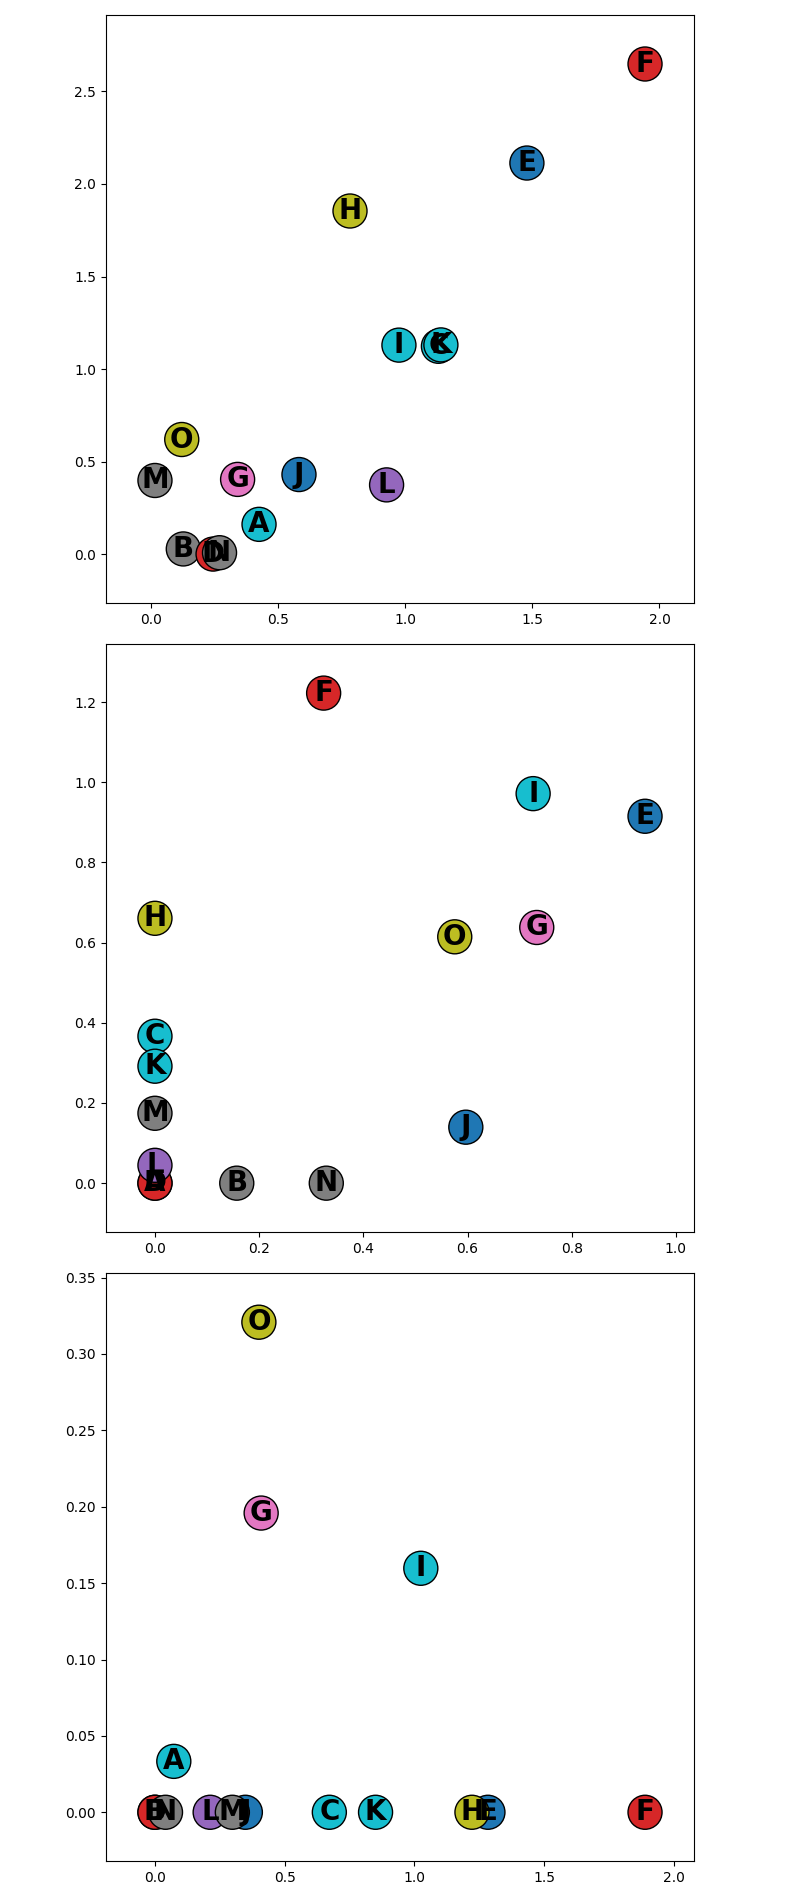 F
2.5
E
2.0
H
1.5
I C K
1.0
O
0.5
M G J L
A
B D N
0.0
0.0 0.5 1.0 1.5 2.0
F
1.2
1.0
I
E
0.8
H
O G
0.6
0.4
C
K
0.2
M
J
L
0.0
D A B N
0.0 0.2 0.4 0.6 0.8 1.0
0.35
O
0.30
0.25
0.20
G
0.15
I
0.10
0.05
A
0.00
D B N L M J C K H E F
0.0 0.5 1.0 1.5 2.0